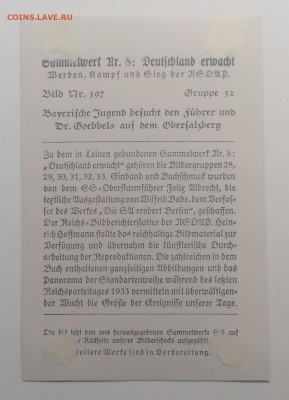 COINSS.RU
Sammelwerk Nr. 8: Deutschland erwacht
Werden, Kampf und Sieg der NSDAP.
Bild Nr. 107 Gruppe 32
Bayerische Jugend besucht den Führer und
Dr. Goebbels auf dem Obersalzberg
Zu dem in Leinen gebundenen Sammelwerk Nr. 8:
„Deutschland erwacht" gehören die Bildergruppen 28,
29, 30, 31, 32, 33. Einband und Buchschmuck wurden
von dem SS-Obersturmführer Felix Albrecht, die
textliche Ausgestaltung von Wilfrid Bade, dem Verfas-
ser des Werkes „Die SA erobert Berlin", geschaffen.
Der Reichs-Bildberichterstatter der NSDAP. Hein-
rich Hoffmann stellte das reichhaltige Bildmaterial zur
Verfügung und übernahm die künstlerische Durch-
arbeitung der Reproduktionen. Die zahlreichen in dem
Buch enthaltenen ganzseitigen Abbildungen und das
Panorama der Standartenweihe während des letzten
Reichsparteitages 1933 vermitteln mit überwältigen-
der Wucht die Größe der Ereignisse unserer Tage.
Die bis jetzt von uns herausgegebenen Sammelwerke sind auf
der Rückseite unserer Bilderschecks aufgezählt.
Weitere Werke sind in Vorbereitung.